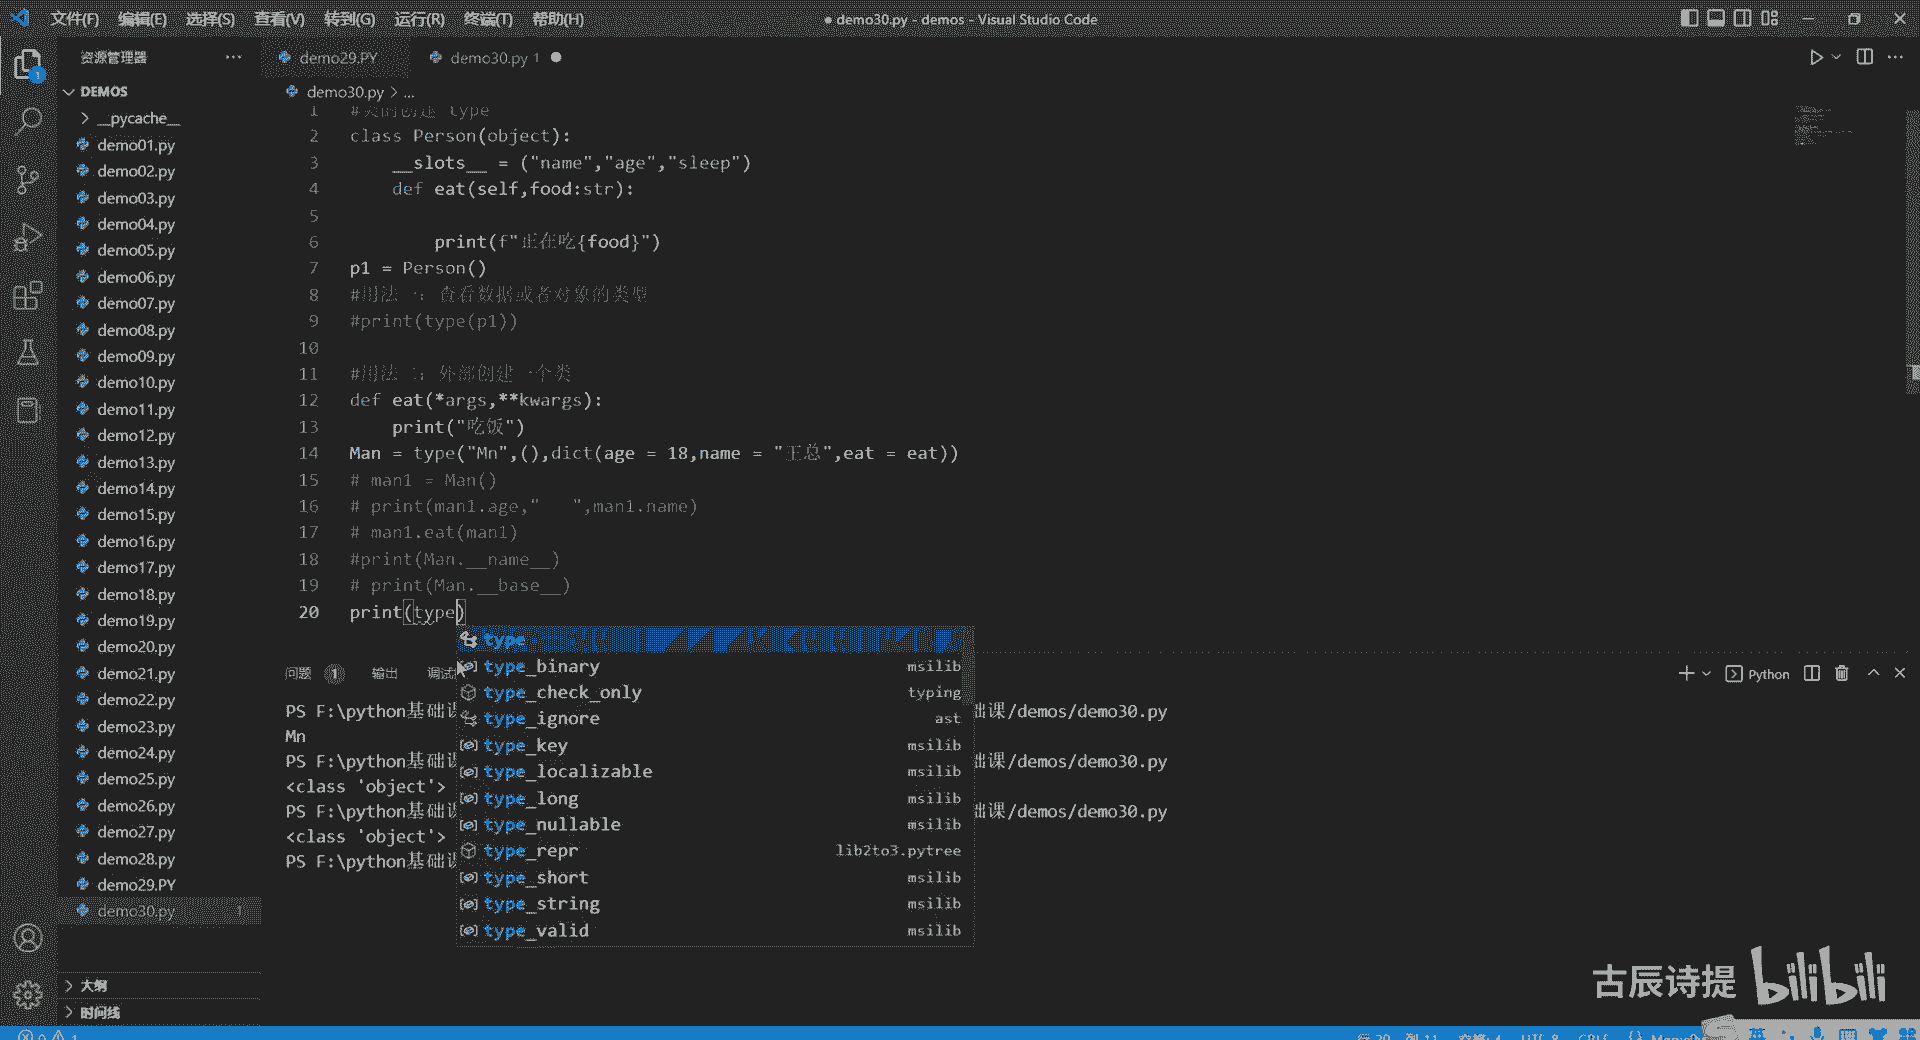 文件(F) 编辑(E) 选择(S) 查看(V) 转到(G) 运行(R) 终端(T) 帮助(H)
● demo30.py - demos - Visual Studio Code
资源管理器 ···
demo29.PY
demo30.py 1
DEMOS
demo30.py > ...
__pycache__
demo01.py
demo02.py
demo03.py
demo04.py
demo05.py
demo06.py
demo07.py
demo08.py
demo09.py
demo10.py
demo11.py
demo12.py
demo13.py
demo14.py
demo15.py
demo16.py
demo17.py
demo18.py
demo19.py
demo20.py
demo21.py
demo22.py
demo23.py
demo24.py
demo25.py
demo26.py
demo27.py
demo28.py
demo29.PY
demo30.py 1
大纲
时间线
1 #类的创建 type
2 class Person(object):
3 __slots__ = ("name","age","sleep")
4 def eat(self,food:str):
5
6 print(f"正在吃{food}")
7 p1 = Person()
8 #用法一：查看数据或者对象的类型
9 #print(type(p1))
10
11 #用法二：外部创建一个类
12 def eat(*args,**kwargs):
13 print("吃饭")
14 Man = type("Mn",(),dict(age = 18,name = "王总",eat = eat))
15 # man1 = Man()
16 # print(man1.age,"   ",man1.name)
17 # man1.eat(man1)
18 #print(Man.__name__)
19 # print(Man.__base__)
20 print(type)
type
type_binary msilib
type_check_only typing
type_ignore ast
type_key msilib
type_localizable msilib
type_long msilib
type_nullable msilib
type_repr lib2to3.pytree
type_short msilib
type_string msilib
type_valid msilib
问题 1 输出 调试
Python
PS F:\python基础课/demos/demo30.py
Mn
PS F:\python基础课/demos/demo30.py
<class 'object'>
PS F:\python基础课/demos/demo30.py
<class 'object'>
PS F:\python基础
古辰诗提 bilibili